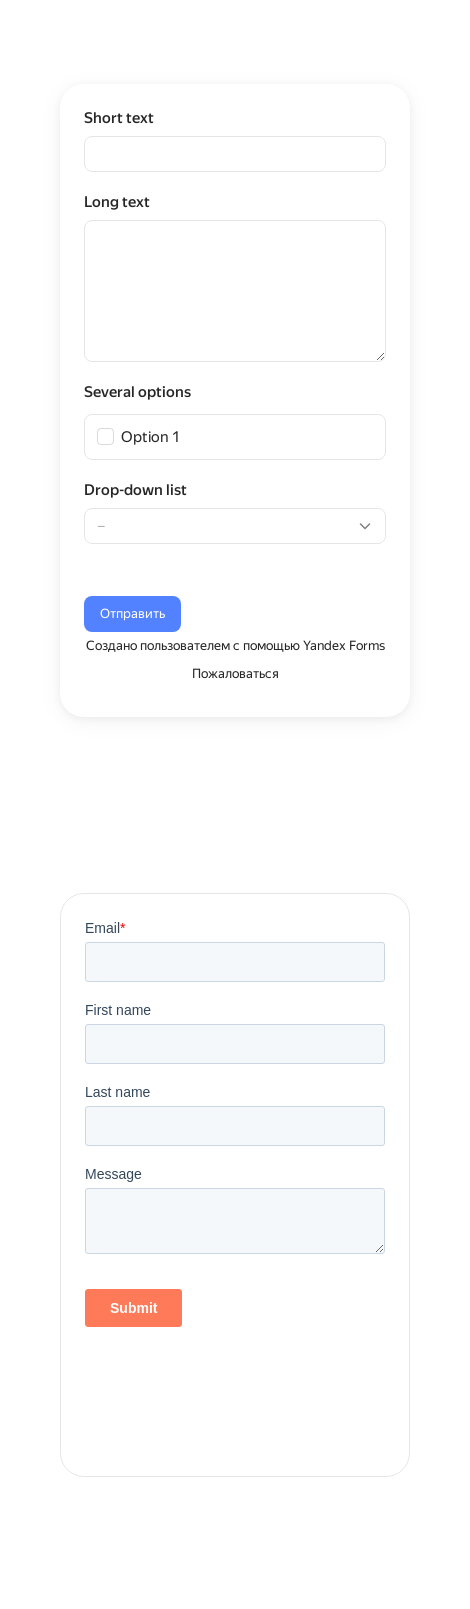 Short text
Long text
Several options
Option 1
Drop-down list
–
Отправить
Создано пользователем с помощью Yandex Forms
Пожаловаться
Email*
First name
Last name
Message
Submit